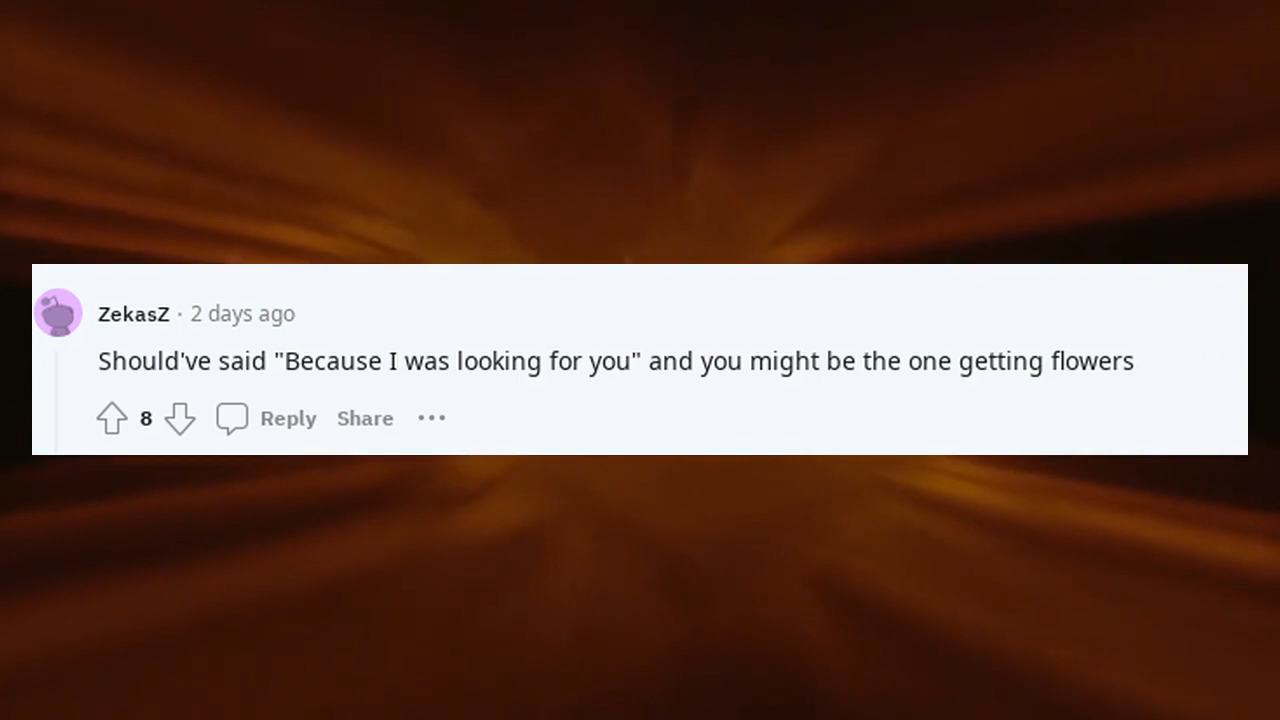 ZekasZ · 2 days ago
Should've said "Because I was looking for you" and you might be the one getting flowers
8 Reply Share ···